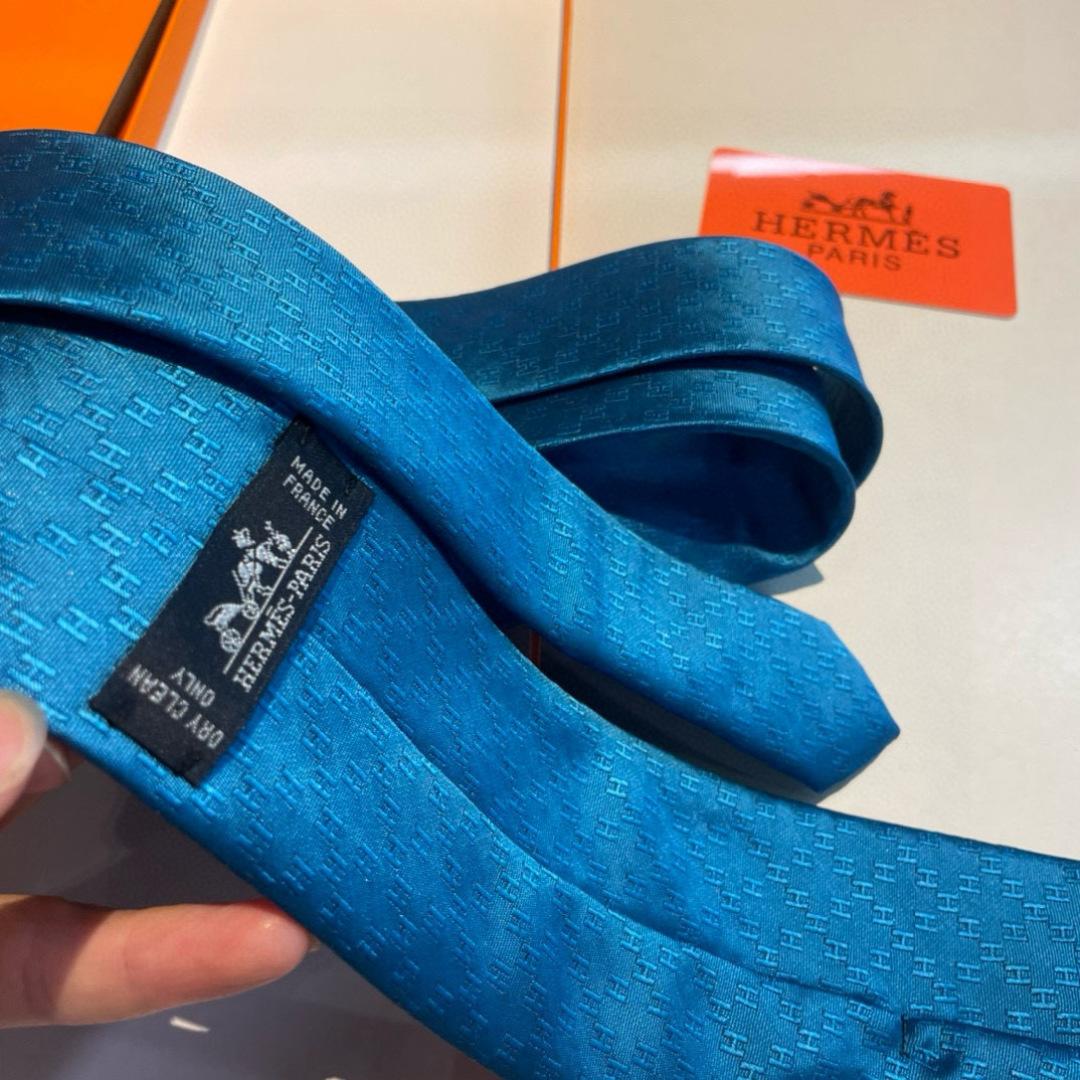 HERMÈS
PARIS
MADE IN
FRANCE
HERMÈS-PARIS
DRY CLEAN
ONLY